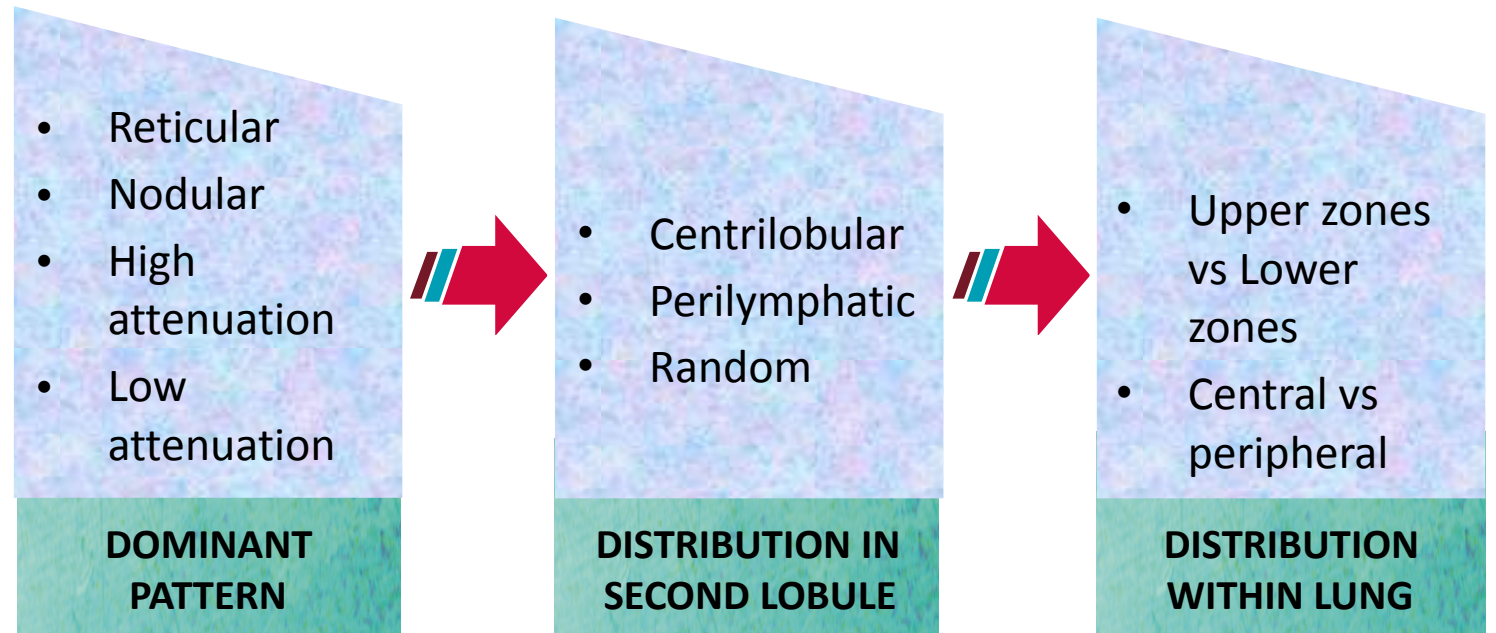 • Reticular
• Nodular
• High
attenuation
• Low
attenuation
DOMINANT
PATTERN
• Centrilobular
• Perilymphatic
• Random
DISTRIBUTION IN
SECOND LOBULE
• Upper zones
vs Lower
zones
• Central vs
peripheral
DISTRIBUTION
WITHIN LUNG